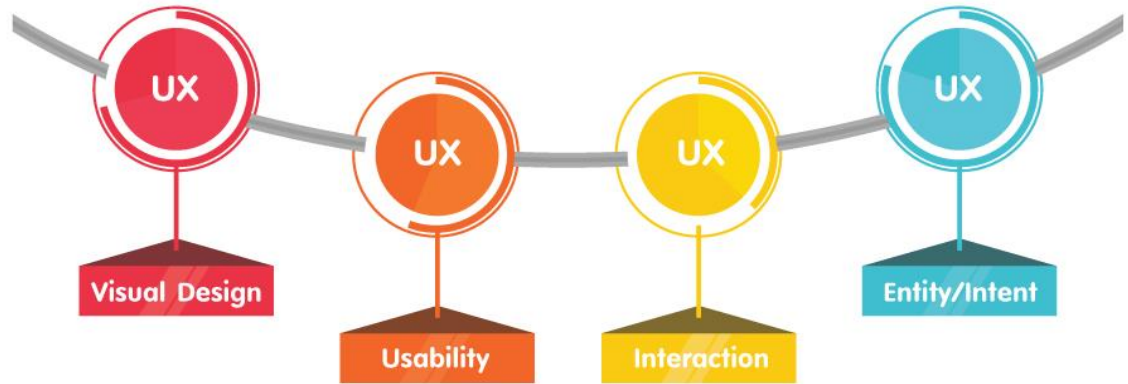 UX
UX
UX
UX
Visual Design
Usability
Interaction
Entity/Intent